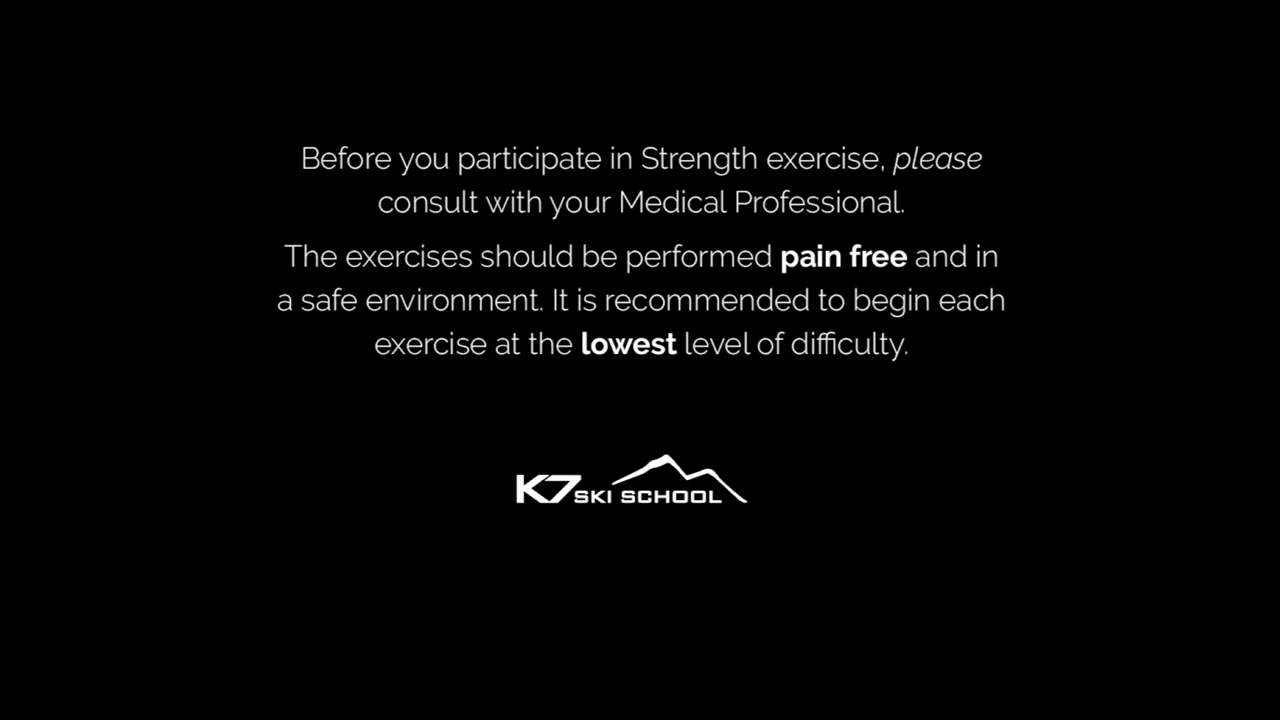 Before you participate in Strength exercise, please
consult with your Medical Professional.
The exercises should be performed pain free and in
a safe environment. It is recommended to begin each
exercise at the lowest level of difficulty.
K7 SKI SCHOOL